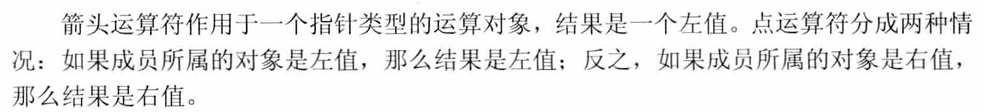 箭头运算符作用于一个指针类型的运算对象，结果是一个左值。点运算符分成两种情
况：如果成员所属的对象是左值，那么结果是左值；反之，如果成员所属的对象是右值，
那么结果是右值。